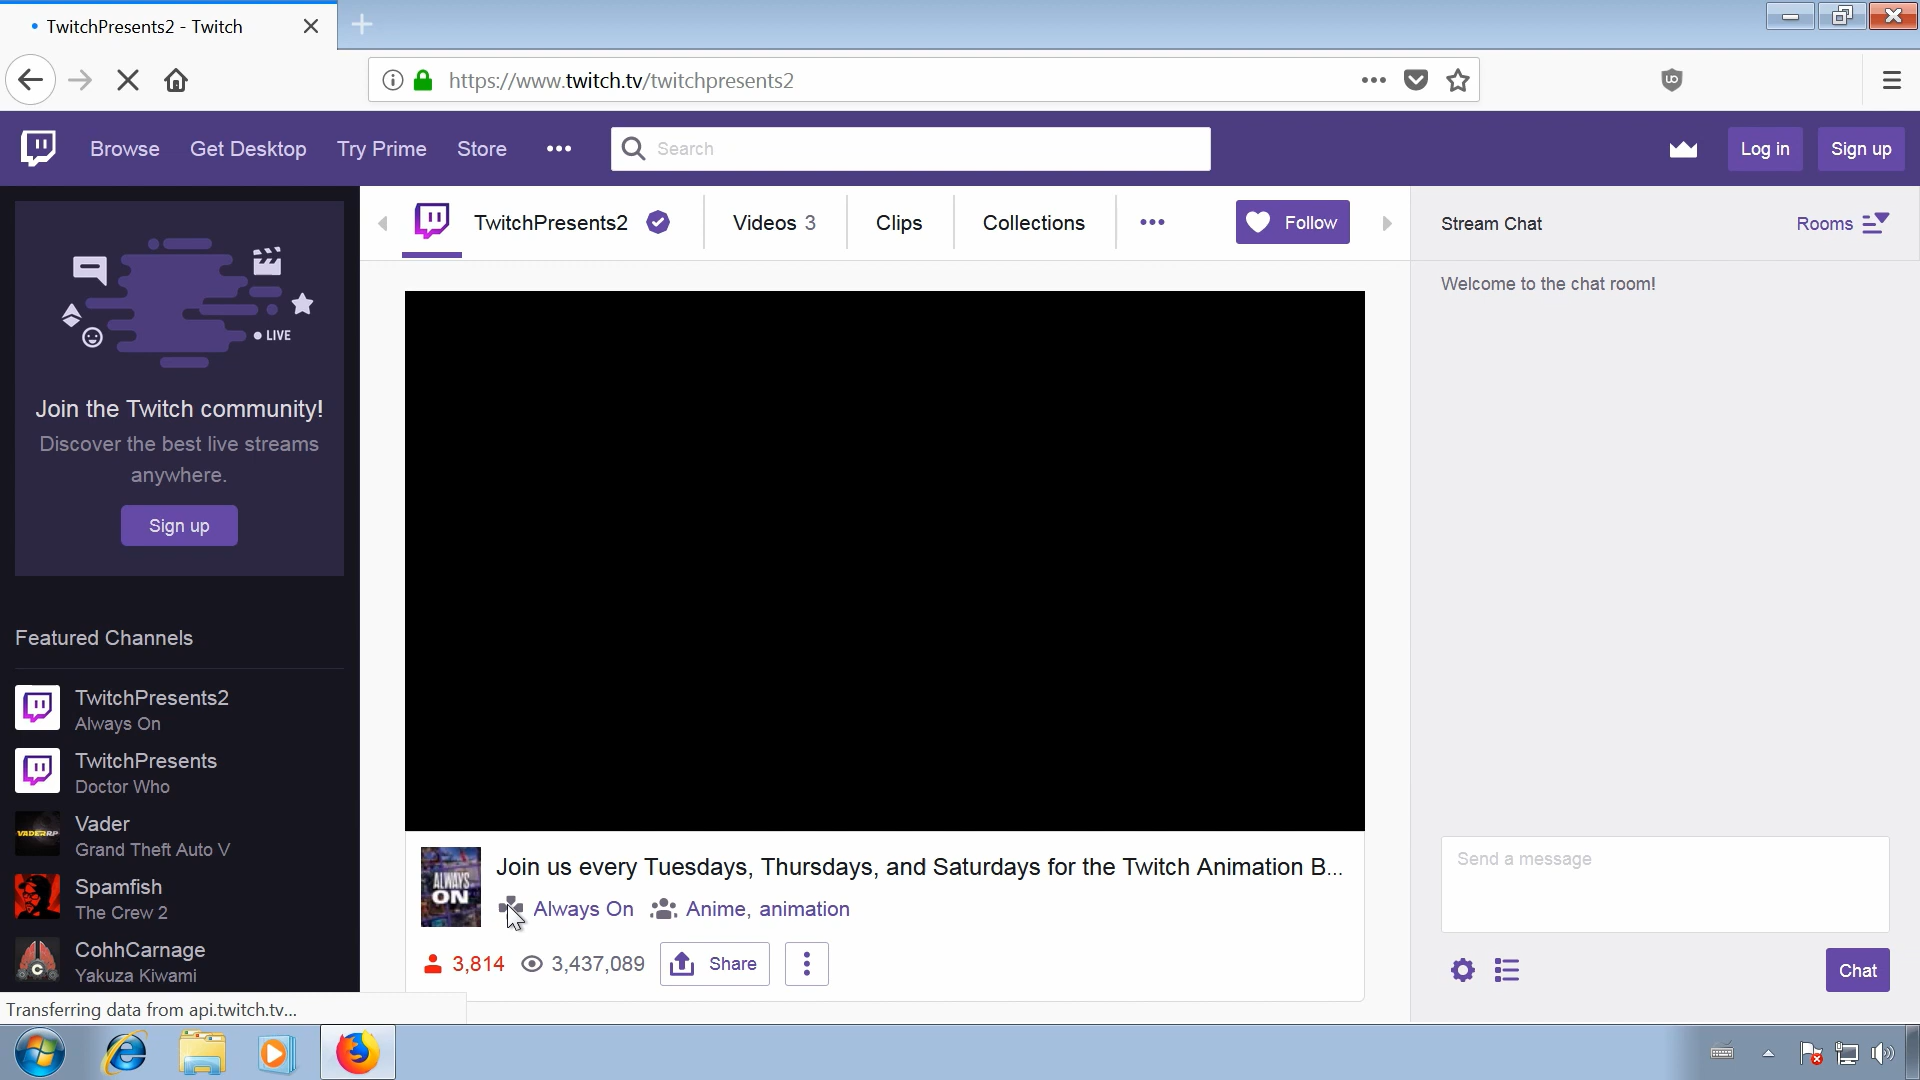 TwitchPresents2 - Twitch
https://www.twitch.tv/twitchpresents2
Browse
Get Desktop
Try Prime
Store
Search
Log in
Sign up
LIVE
Join the Twitch community!
Discover the best live streams
anywhere.
Sign up
Featured Channels
TwitchPresents2
Always On
TwitchPresents
Doctor Who
VADERRP
Vader
Grand Theft Auto V
Spamfish
The Crew 2
C
CohhCarnage
Yakuza Kiwami
Transferring data from api.twitch.tv...
TwitchPresents2
Videos 3
Clips
Collections
Follow
ALWAYS
ON
Join us every Tuesdays, Thursdays, and Saturdays for the Twitch Animation B...
Always On
Anime, animation
3,814
3,437,089
Share
Stream Chat
Rooms
Welcome to the chat room!
Send a message
Chat